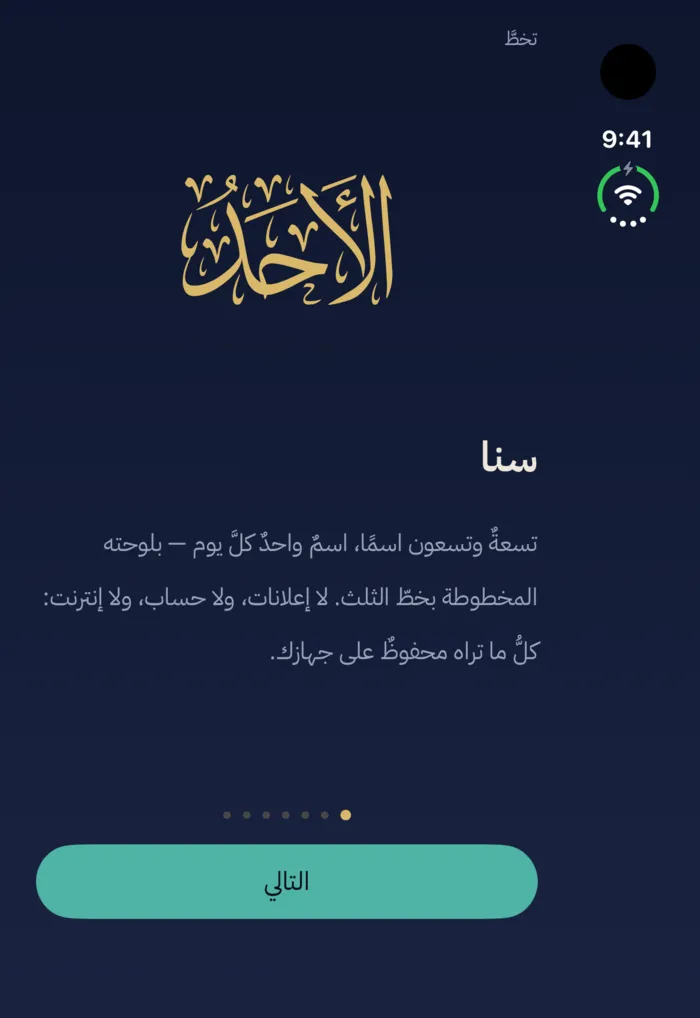 تخطَّ
9:41
الأَحَدُ
سنا
تسعةٌ وتسعون اسمًا، اسمٌ واحدٌ كلَّ يوم — بلوحته
المخطوطة بخطّ الثلث. لا إعلانات، ولا حساب، ولا إنترنت:
كلُّ ما تراه محفوظٌ على جهازك.
التالي